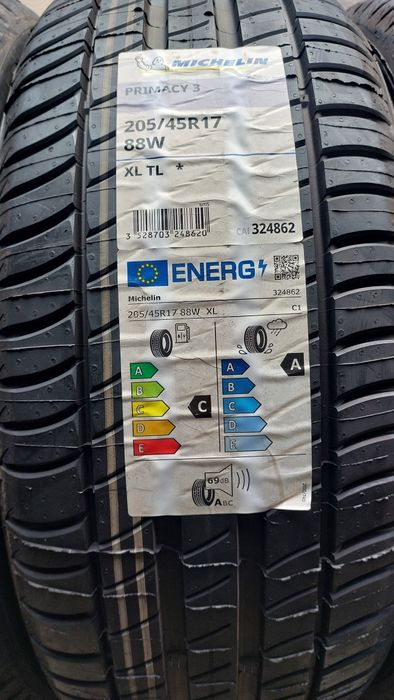 MICHELIN
PRIMACY 3
205/45R17
88W
XL TL *
3 528703 248620
CAI 324862
ENERG
Michelin 324862
205/45R17 88W XL C1
A A A
B B
C C C
D D
E E
69dB
ABC